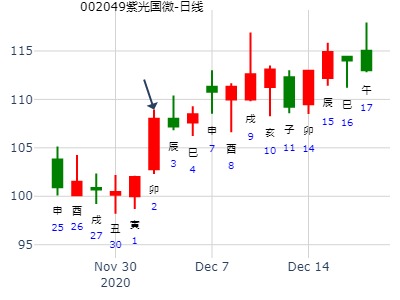 002049紫光国微-日线
115
110
105
100
95
申
25
酉
26
戌
27
丑
30
寅
1
卯
2
辰
3
巳
4
申
7
酉
8
戌
9
亥
10
子
11
卯
14
辰
15
巳
16
午
17
Nov 30
2020
Dec 7
Dec 14